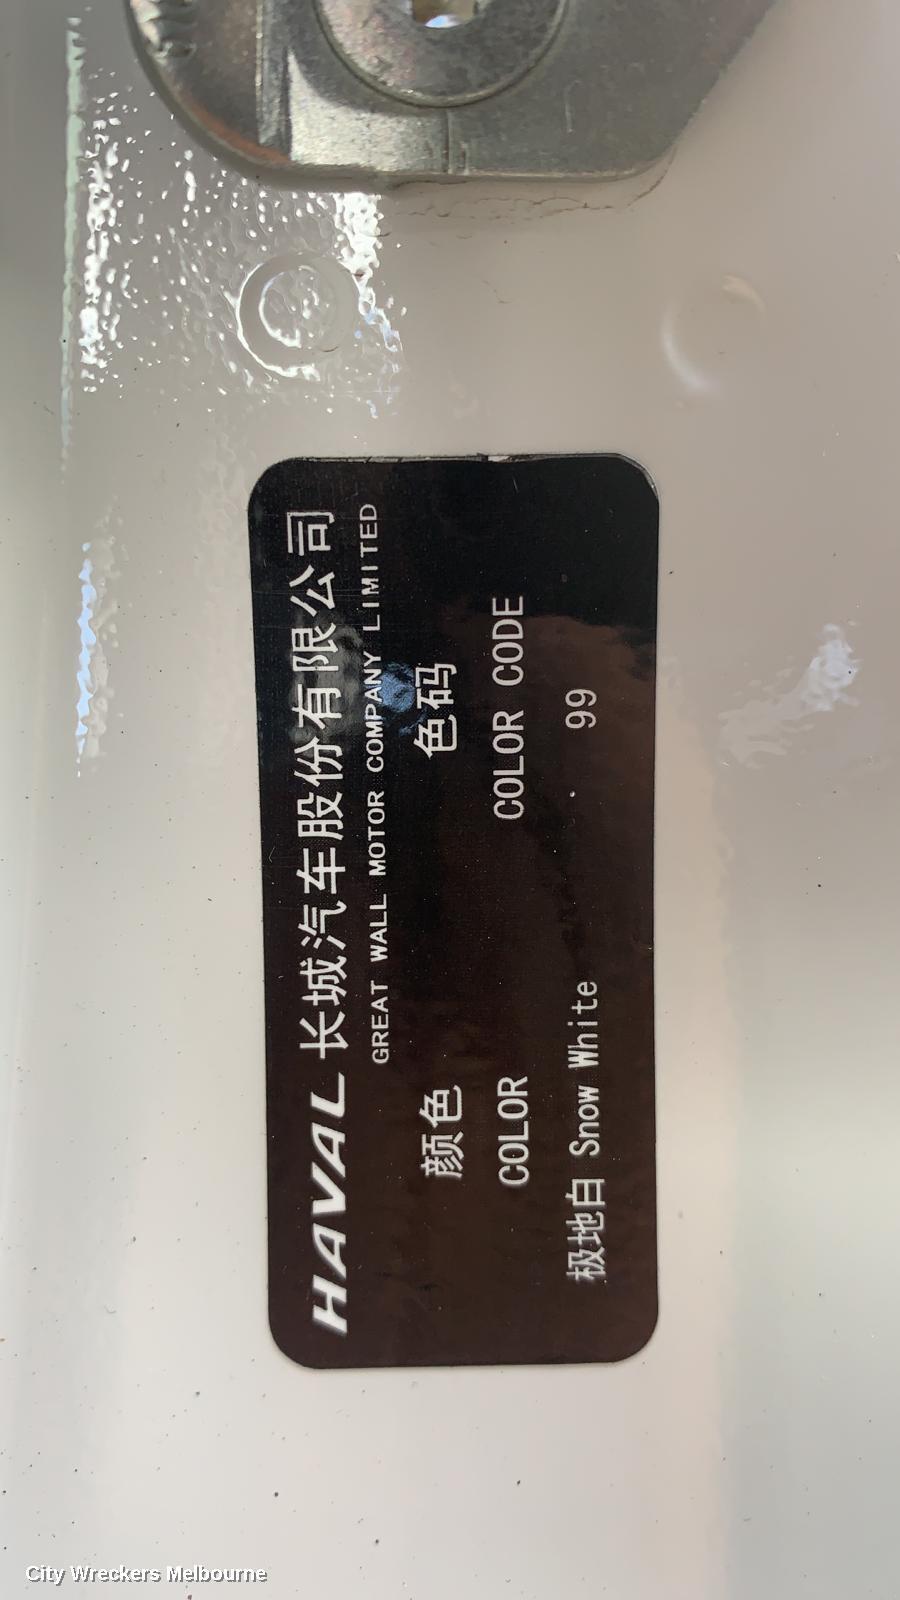 HAVAL 长城汽车股份有限公司
GREAT WALL MOTOR COMPANY LIMITED
颜色 色码
COLOR COLOR CODE
极地白 Snow White 99
City Wreckers Melbourne